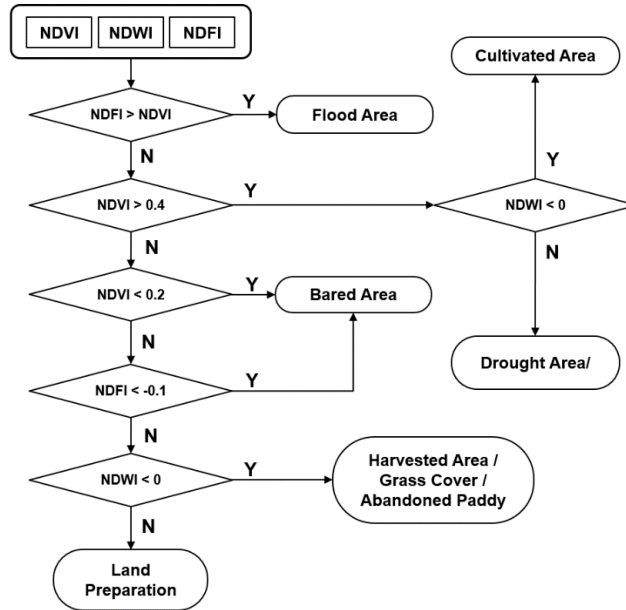 NDVI NDWI NDFI
Cultivated Area
NDFI > NDVI
Y
Flood Area
N
Y
NDVI > 0.4
Y
NDWI < 0
N
N
NDVI < 0.2
Y
Bared Area
N
Drought Area/
NDFI < -0.1
Y
N
NDWI < 0
Y
Harvested Area /
Grass Cover /
Abandoned Paddy
N
Land
Preparation